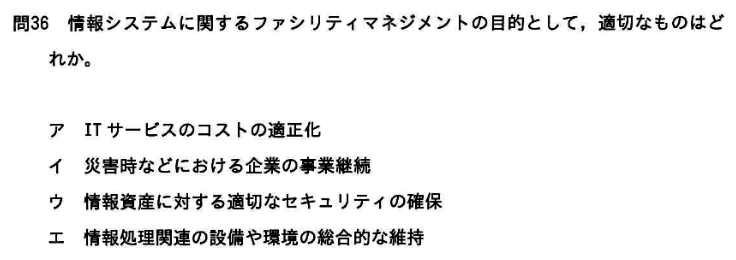 問36 情報システムに関するファシリティマネジメントの目的として，適切なものはど
れか。
ア ITサービスのコストの適正化
イ 災害時などにおける企業の事業継続
ウ 情報資産に対する適切なセキュリティの確保
エ 情報処理関連の設備や環境の総合的な維持